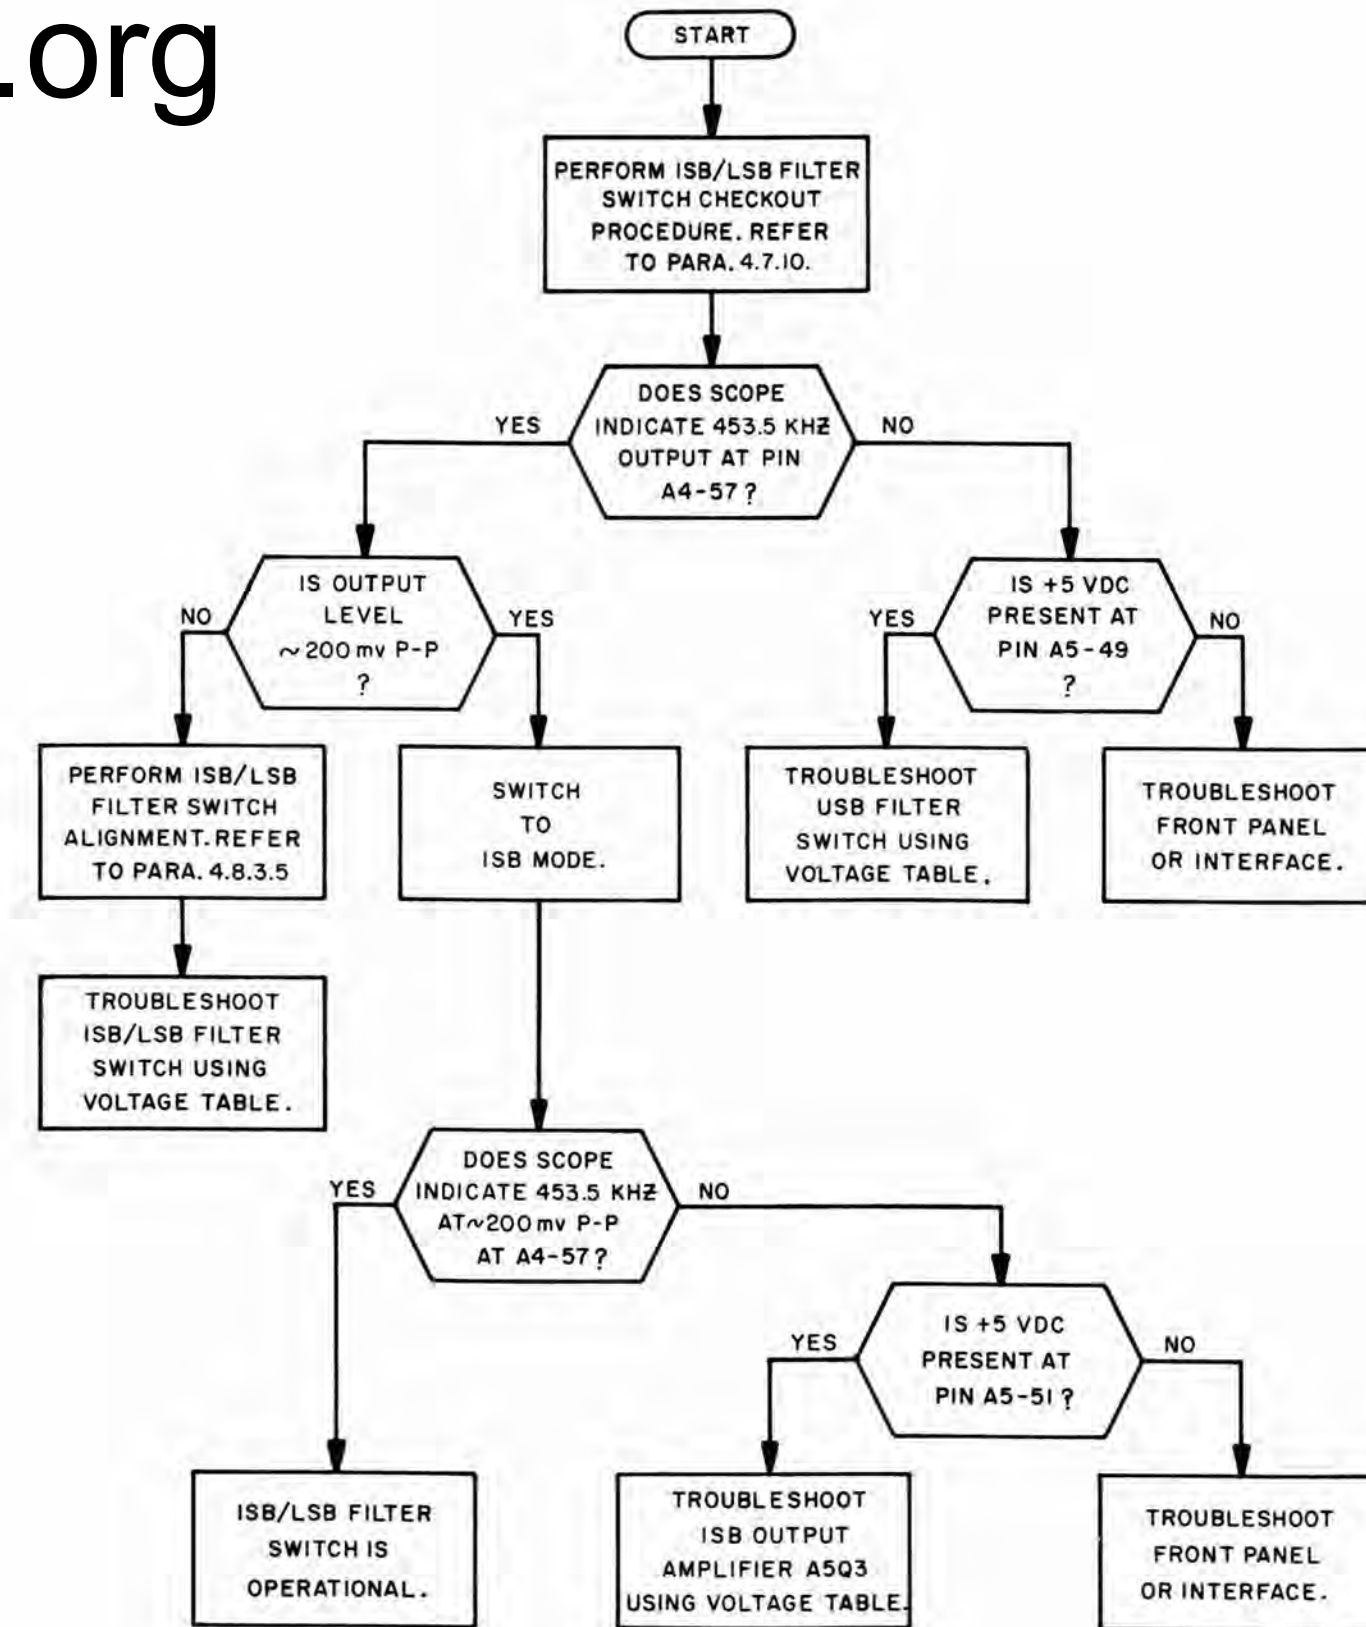 .org
START
PERFORM ISB/LSB FILTER
SWITCH CHECKOUT
PROCEDURE. REFER
TO PARA. 4.7.10.
DOES SCOPE
INDICATE 453.5 KHZ
OUTPUT AT PIN
A4-57?
YES
NO
IS OUTPUT
LEVEL
~200mv P-P
?
NO
YES
IS +5 VDC
PRESENT AT
PIN A5-49
?
YES
NO
PERFORM ISB/LSB
FILTER SWITCH
ALIGNMENT. REFER
TO PARA. 4.8.3.5
SWITCH
TO
ISB MODE.
TROUBLESHOOT
USB FILTER
SWITCH USING
VOLTAGE TABLE.
TROUBLESHOOT
FRONT PANEL
OR INTERFACE.
TROUBLESHOOT
ISB/LSB FILTER
SWITCH USING
VOLTAGE TABLE.
DOES SCOPE
INDICATE 453.5 KHZ
AT~200mv P-P
AT A4-57?
YES
NO
IS +5 VDC
PRESENT AT
PIN A5-51?
YES
NO
ISB/LSB FILTER
SWITCH IS
OPERATIONAL.
TROUBLESHOOT
ISB OUTPUT
AMPLIFIER A5Q3
USING VOLTAGE TABLE.
TROUBLESHOOT
FRONT PANEL
OR INTERFACE.